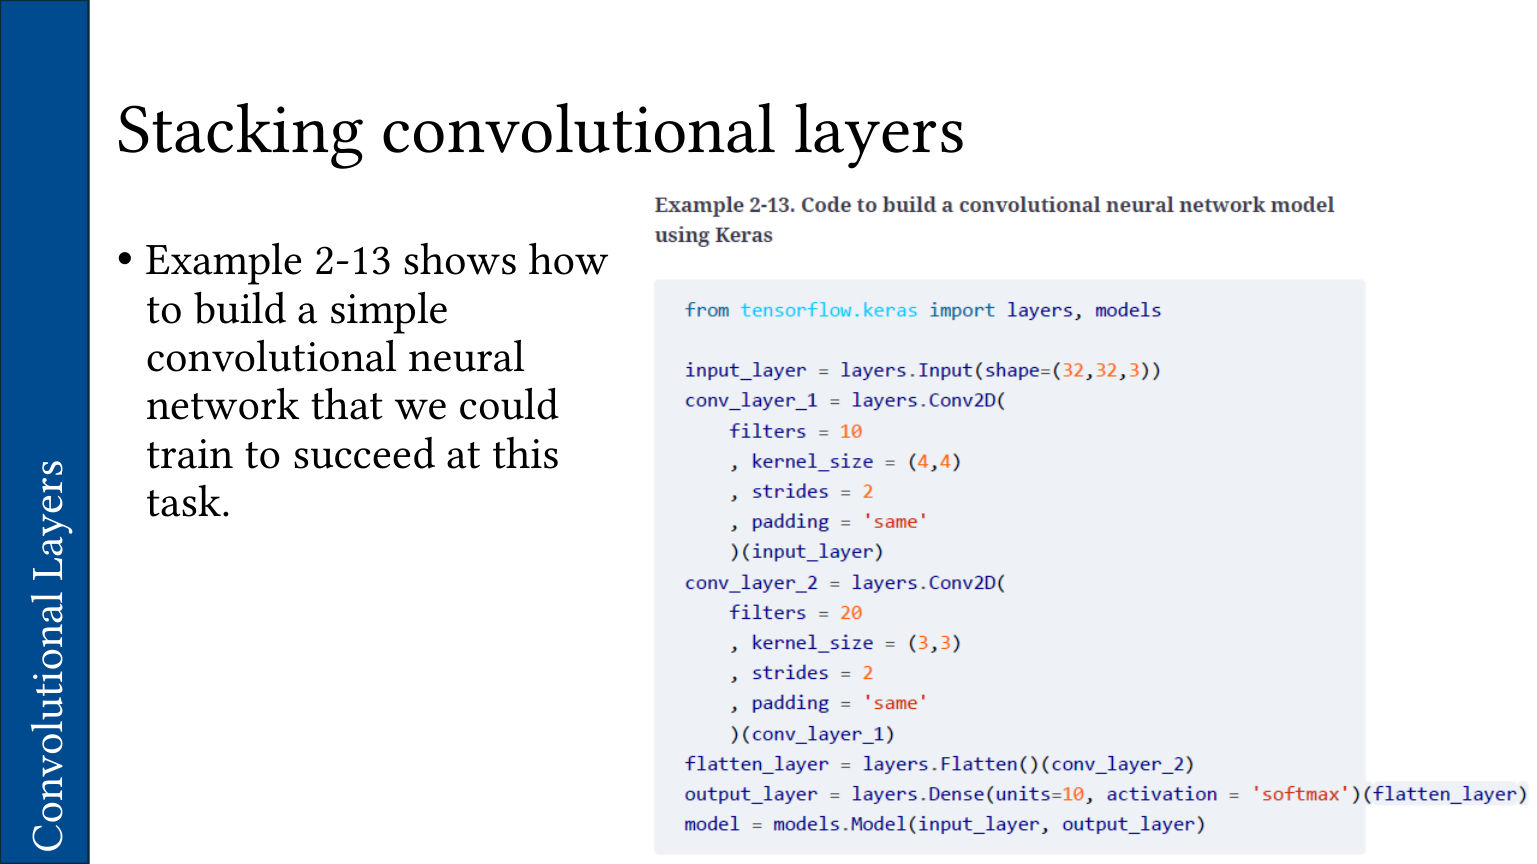 Convolutional Layers
Stacking convolutional layers
• Example 2-13 shows how
to build a simple
convolutional neural
network that we could
train to succeed at this
task.
Example 2-13. Code to build a convolutional neural network model
using Keras
from tensorflow.keras import layers, models
input_layer = layers.Input(shape=(32,32,3))
conv_layer_1 = layers.Conv2D(
    filters = 10
    , kernel_size = (4,4)
    , strides = 2
    , padding = 'same'
    )(input_layer)
conv_layer_2 = layers.Conv2D(
    filters = 20
    , kernel_size = (3,3)
    , strides = 2
    , padding = 'same'
    )(conv_layer_1)
flatten_layer = layers.Flatten()(conv_layer_2)
output_layer = layers.Dense(units=10, activation = 'softmax')(flatten_layer)
model = models.Model(input_layer, output_layer)